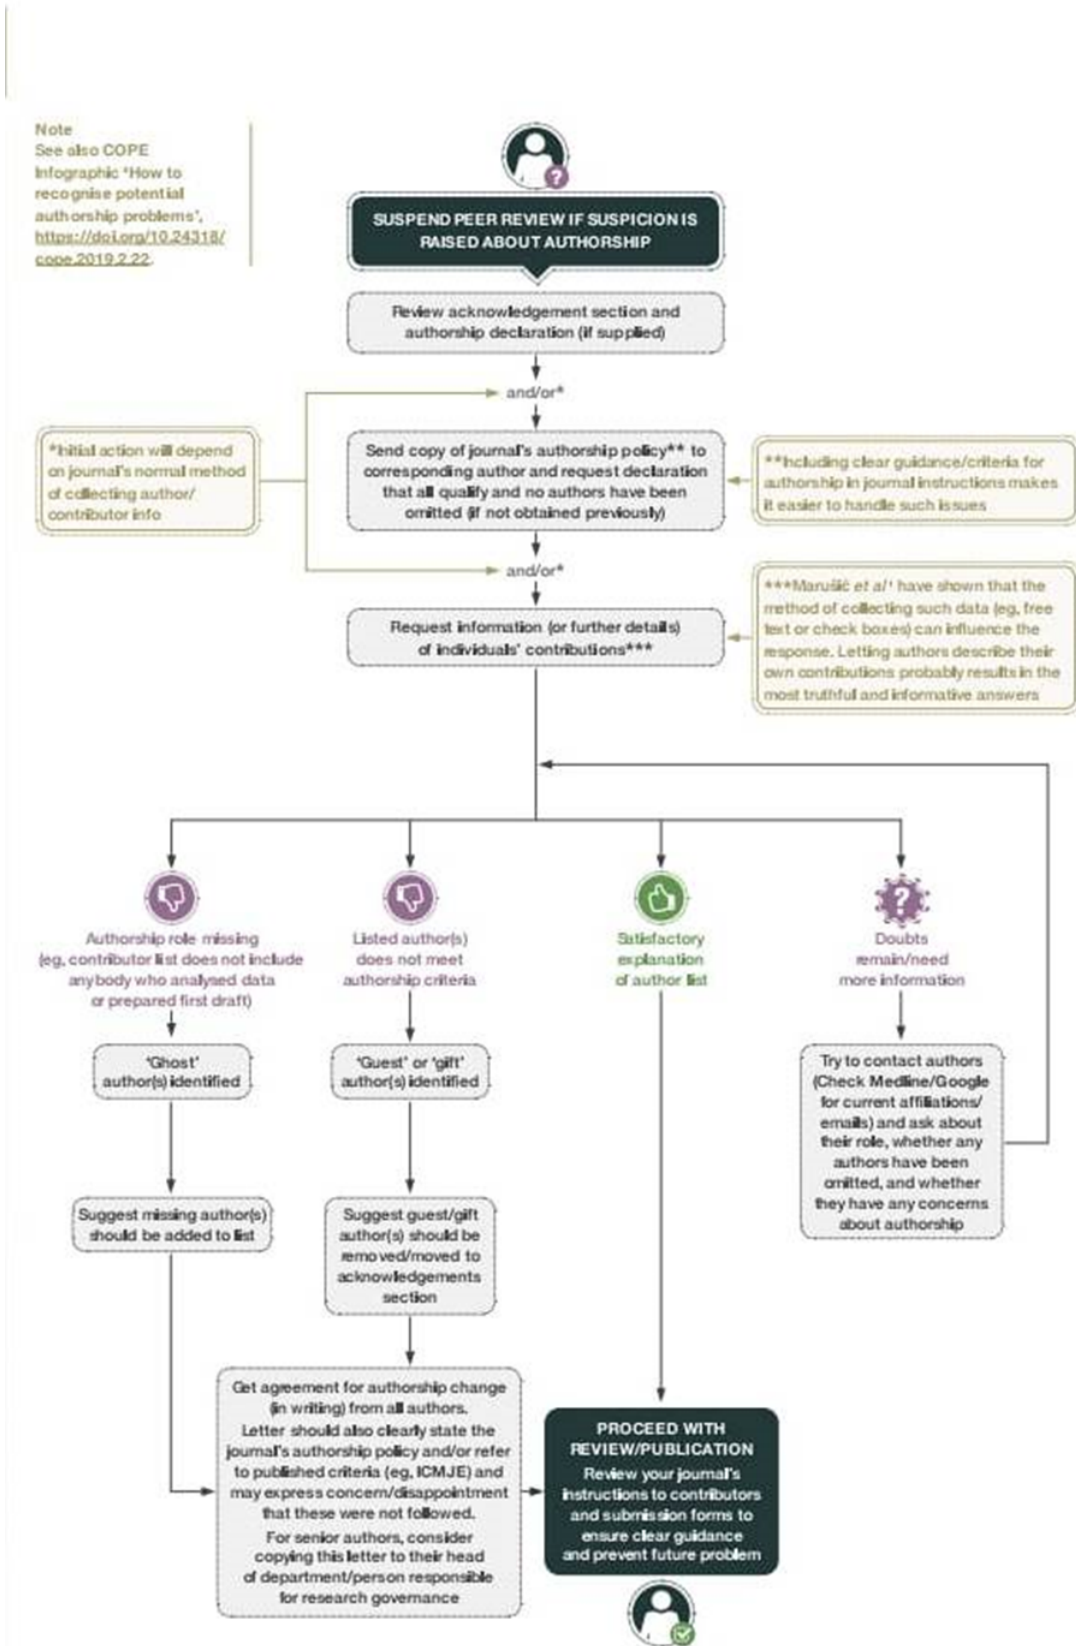 Note
See also COPE
Infographic 'How to
recognise potential
authorship problems',
https://doi.org/10.24318/
cope.2019.2.22.
SUSPEND PEER REVIEW IF SUSPICION IS
RAISED ABOUT AUTHORSHIP
Review acknowledgement section and
authorship declaration (if supplied)
and/or*
*Initial action will depend
on journal's normal method
of collecting author/
contributor info
Send copy of journal's authorship policy** to
corresponding author and request declaration
that all qualify and no authors have been
omitted (if not obtained previously)
**Including clear guidance/criteria for
authorship in journal instructions makes
it easier to handle such issues
and/or*
Request information (or further details)
of individuals' contributions***
***Marušić et al¹ have shown that the
method of collecting such data (eg, free
text or check boxes) can influence the
response. Letting authors describe their
own contributions probably results in the
most truthful and informative answers
Authorship role missing
(eg, contributor list does not include
anybody who analysed data
or prepared first draft)
Listed author(s)
does not meet
authorship criteria
Satisfactory
explanation
of author list
?
Doubts
remain/need
more information
'Ghost'
author(s) identified
'Guest' or 'gift'
author(s) identified
Try to contact authors
(Check Medline/Google
for current affiliations/
emails) and ask about
their role, whether any
authors have been
omitted, and whether
they have any concerns
about authorship
Suggest missing author(s)
should be added to list
Suggest guest/gift
author(s) should be
removed/moved to
acknowledgements
section
Get agreement for authorship change
(in writing) from all authors.
Letter should also clearly state the
journal's authorship policy and/or refer
to published criteria (eg, ICMJE) and
may express concern/disappointment
that these were not followed.
For senior authors, consider
copying this letter to their head
of department/person responsible
for research governance
PROCEED WITH
REVIEW/PUBLICATION
Review your journal's
instructions to contributors
and submission forms to
ensure clear guidance
and prevent future problem